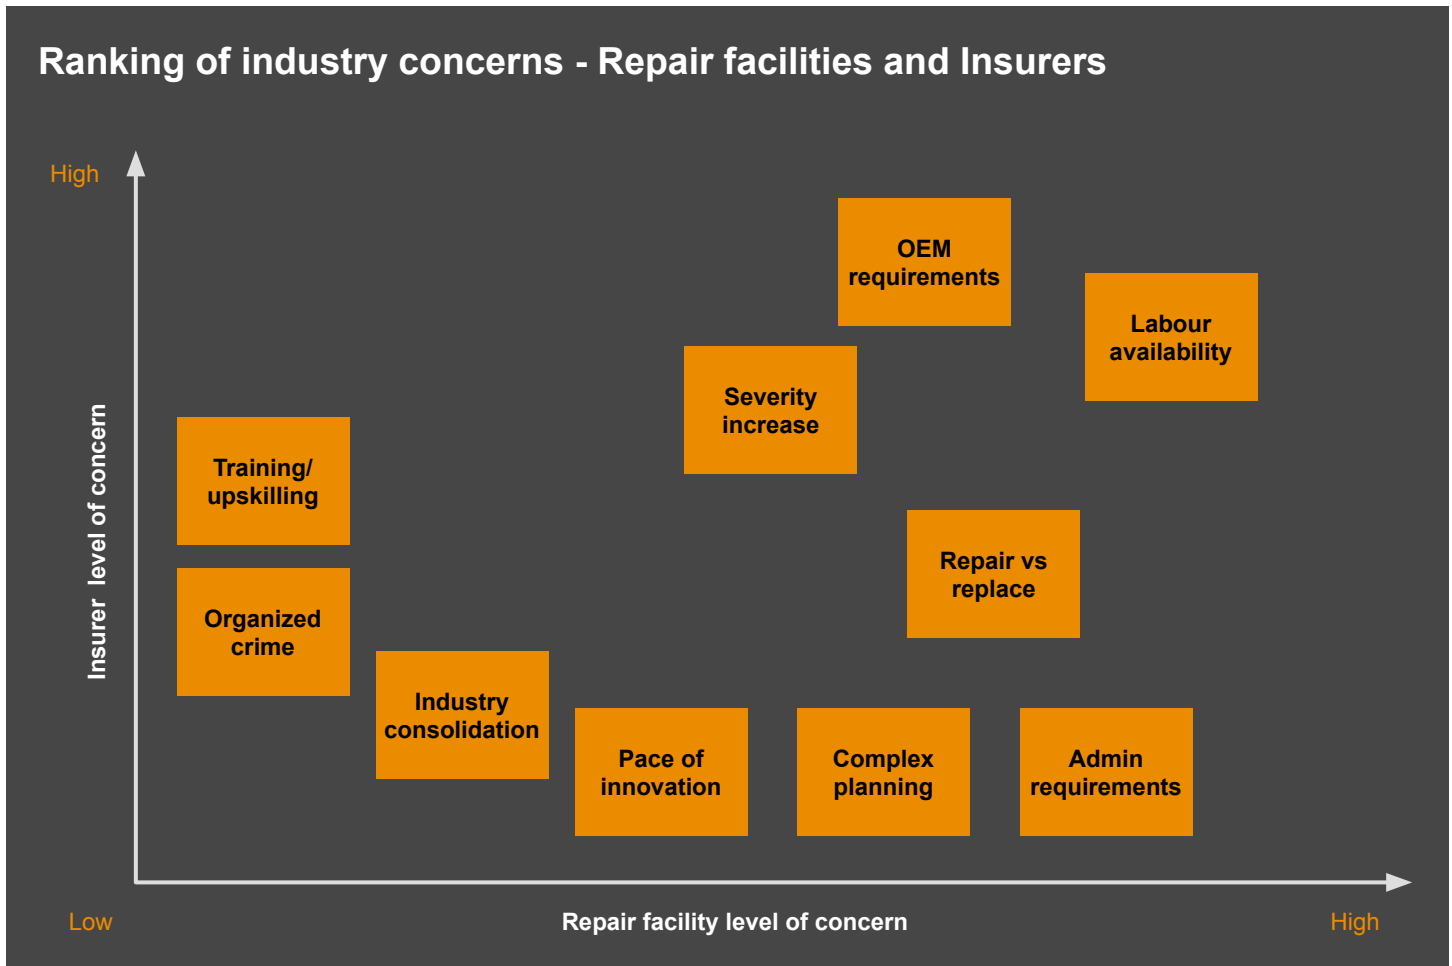 Ranking of industry concerns - Repair facilities and Insurers
High
OEM
requirements
Labour
availability
Severity
increase
Insurer level of concern
Training/
upskilling
Repair vs
replace
Organized
crime
Industry
consolidation
Pace of
innovation
Complex
planning
Admin
requirements
Low
Repair facility level of concern
High